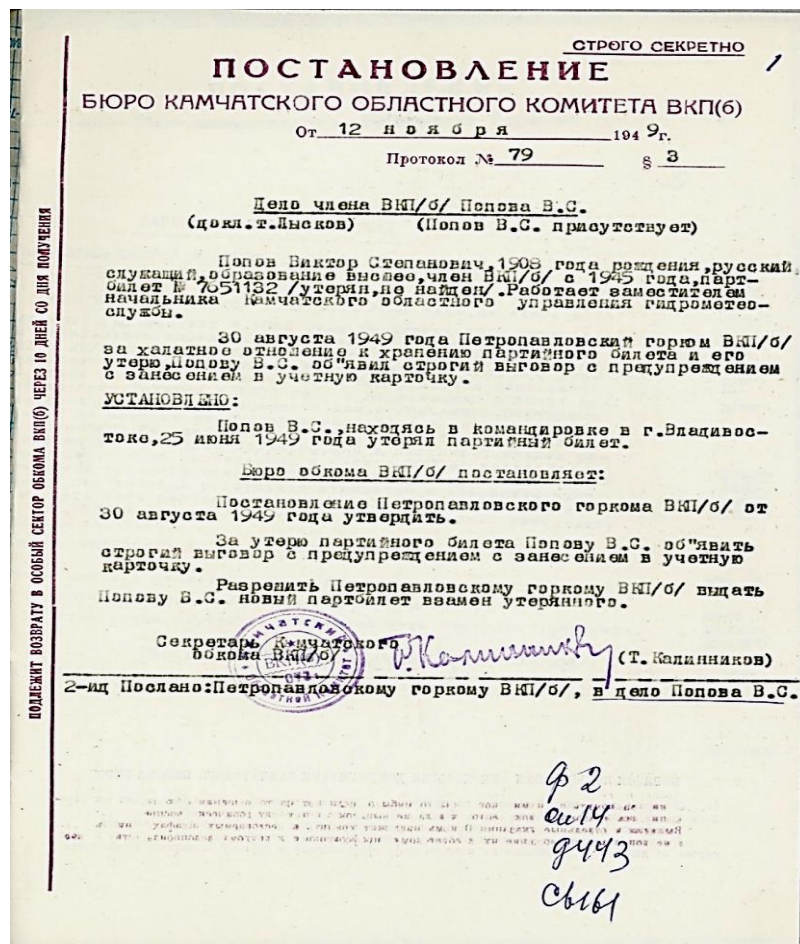 СТРОГО СЕКРЕТНО
1
ПОСТАНОВЛЕНИЕ
БЮРО КАМЧАТСКОГО ОБЛАСТНОГО КОМИТЕТА ВКП(б)
От 12 ноября 1949г.
Протокол № 79 § 3
Дело члена ВКП/б/ Попова В.С.
(докл.т.Лысков) (Попов В.С. присутствует)
Попов Виктор Степанович, 1908 года рождения, русский,
служащий, образование высшее, член ВКП/б/ с 1945 года, парт-
билет № 7651132 /утерян, не найден/. Работает заместителем
начальника Камчатского областного управления гидрометео-
службы.
30 августа 1949 года Петропавловский горком ВКП/б/
за халатное отношение к хранению партийного билета и его
утерю, Попову В.С. об"явил строгий выговор с предупреждением
с занесением в учетную карточку.
УСТАНОВЛЕНО:
Попов В.С., находясь в командировке в г.Владивос-
токе, 25 июня 1949 года утерял партийный билет.
Бюро обкома ВКП/б/ постановляет:
Постановление Петропавловского горкома ВКП/б/ от
30 августа 1949 года утвердить.
За утерю партийного билета Попову В.С. об"явить
строгий выговор с предупреждением с занесением в учетную
карточку.
Разрешить Петропавловскому горкому ВКП/б/ выдать
Попову В.С. новый партбилет взамен утерянного.
Секретарь Камчатского
обкома ВКП/б/ Т.Калинников (Т. Калинников)
2-ид Послано: Петропавловскому горкому ВКП/б/, в дело Попова В.С.
ПОДЛЕЖИТ ВОЗВРАТУ В ОСОБЫЙ СЕКТОР ОБКОМА ВКП(б) ЧЕРЕЗ 10 ДНЕЙ СО ДНЯ ПОЛУЧЕНИЯ
ф 2
оп 14
д 443
св 161